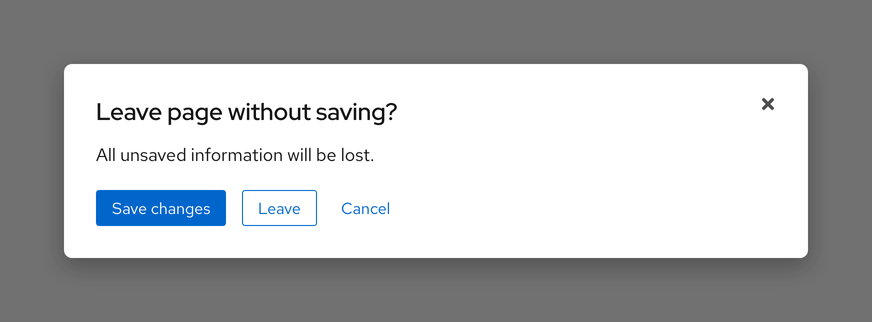 Leave page without saving?
All unsaved information will be lost.
Save changes Leave Cancel